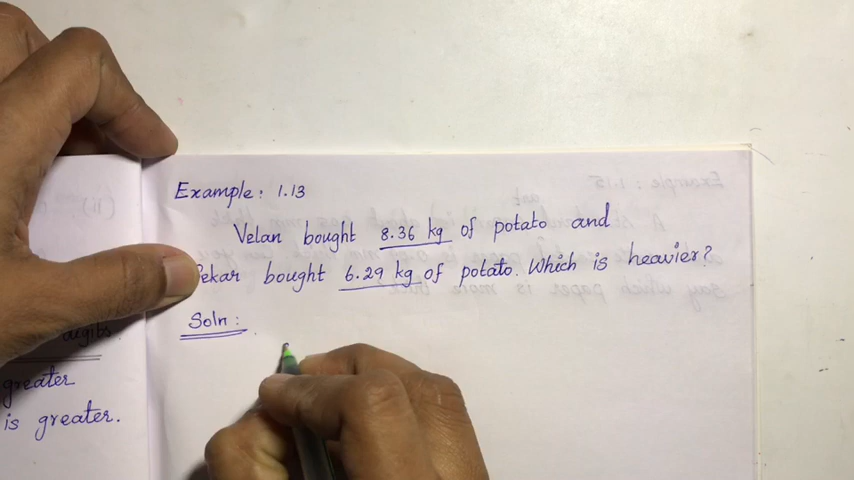 Example: 1.13
Velan bought 8.36 kg of potato and
Sekar bought 6.29 kg of potato. Which is heavier?
Soln:
digits.
greater
is greater.